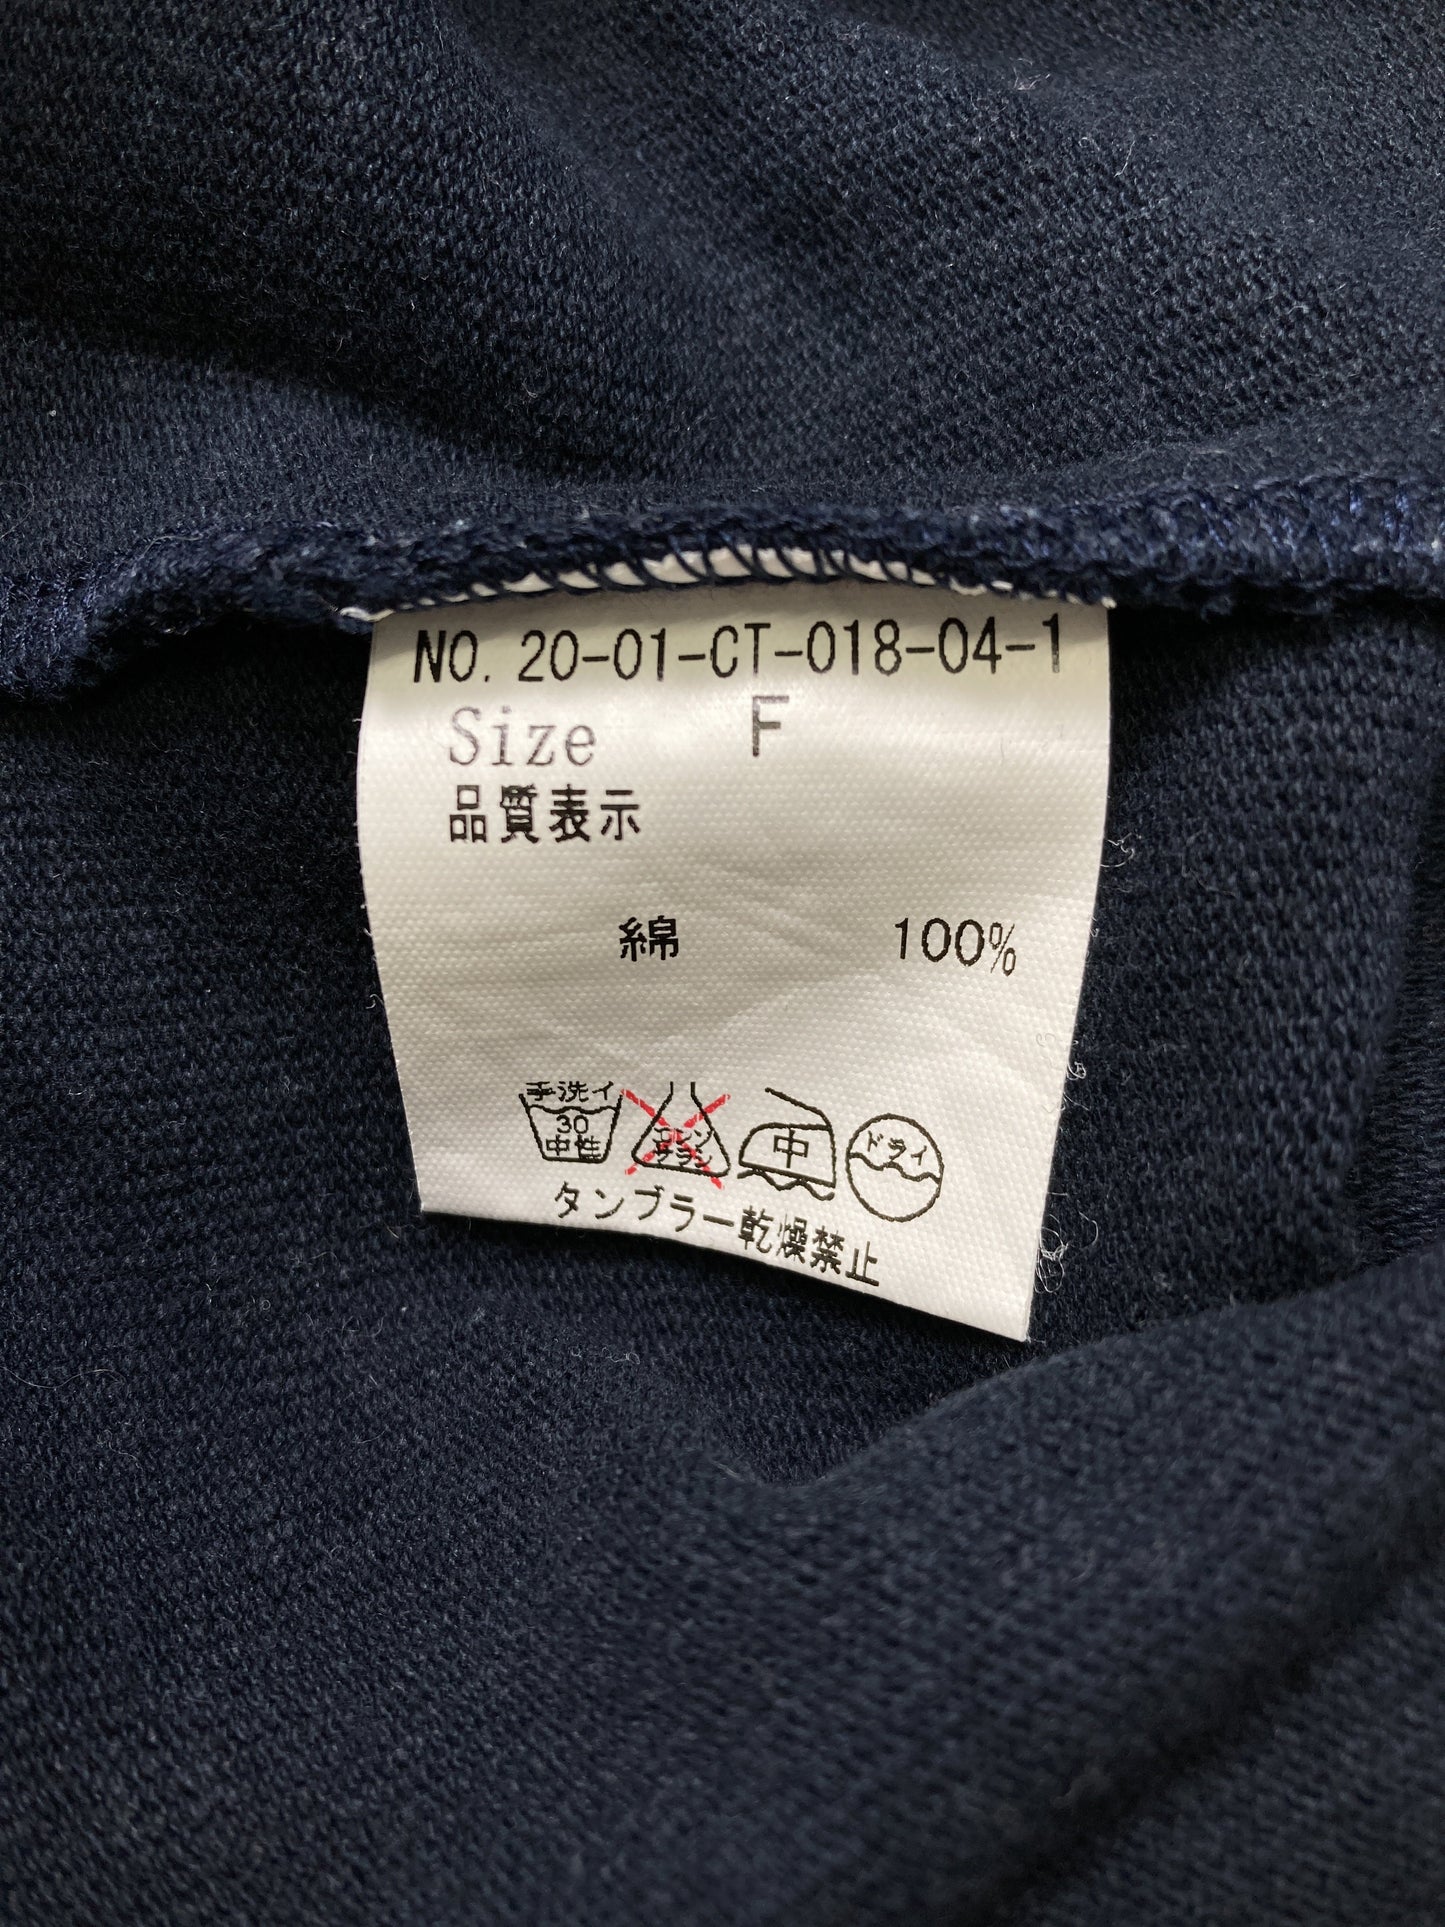 NO. 20-01-CT-018-04-1
Size F
品質表示
綿 100%
手洗イ
30
中性
エンソ
サラシ
中
ドライ
タンブラー乾燥禁止